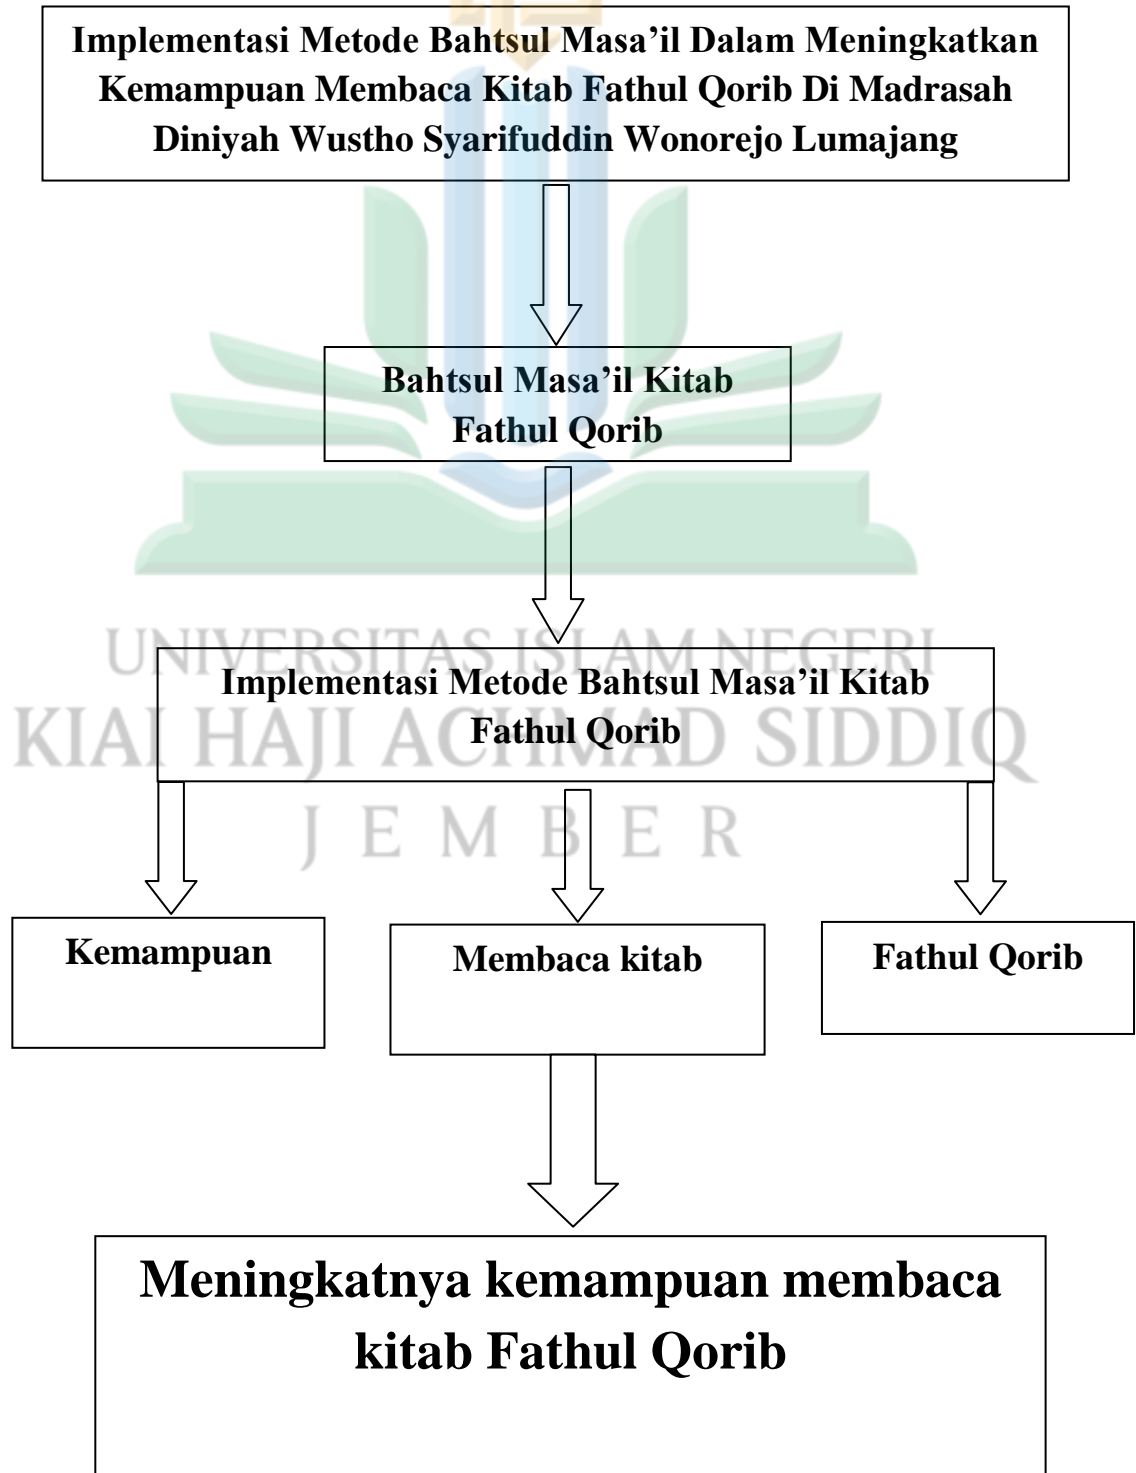 Implementasi Metode Bahtsul Masa’il Dalam Meningkatkan
Kemampuan Membaca Kitab Fathul Qorib Di Madrasah
Diniyah Wustho Syarifuddin Wonorejo Lumajang
Bahtsul Masa’il Kitab
Fathul Qorib
UNIVERSITAS ISLAM NEGERI
Implementasi Metode Bahtsul Masa’il Kitab
Fathul Qorib
KIAI HAJI ACHMAD SIDDIQ
JEMBER
Kemampuan
Membaca kitab
Fathul Qorib
Meningkatnya kemampuan membaca
kitab Fathul Qorib